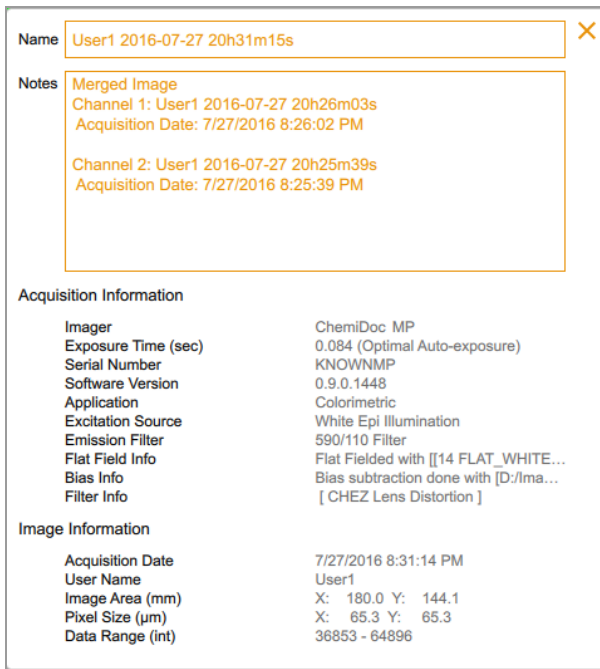 Name User1 2016-07-27 20h31m15s
Notes Merged Image
Channel 1: User1 2016-07-27 20h26m03s
Acquisition Date: 7/27/2016 8:26:02 PM
Channel 2: User1 2016-07-27 20h25m39s
Acquisition Date: 7/27/2016 8:25:39 PM
Acquisition Information
Imager ChemiDoc MP
Exposure Time (sec) 0.084 (Optimal Auto-exposure)
Serial Number KNOWNMP
Software Version 0.9.0.1448
Application Colorimetric
Excitation Source White Epi Illumination
Emission Filter 590/110 Filter
Flat Field Info Flat Fielded with [[14 FLAT_WHITE...
Bias Info Bias subtraction done with [D:/Ima...
Filter Info [ CHEZ Lens Distortion ]
Image Information
Acquisition Date 7/27/2016 8:31:14 PM
User Name User1
Image Area (mm) X: 180.0 Y: 144.1
Pixel Size (µm) X: 65.3 Y: 65.3
Data Range (int) 36853 - 64896